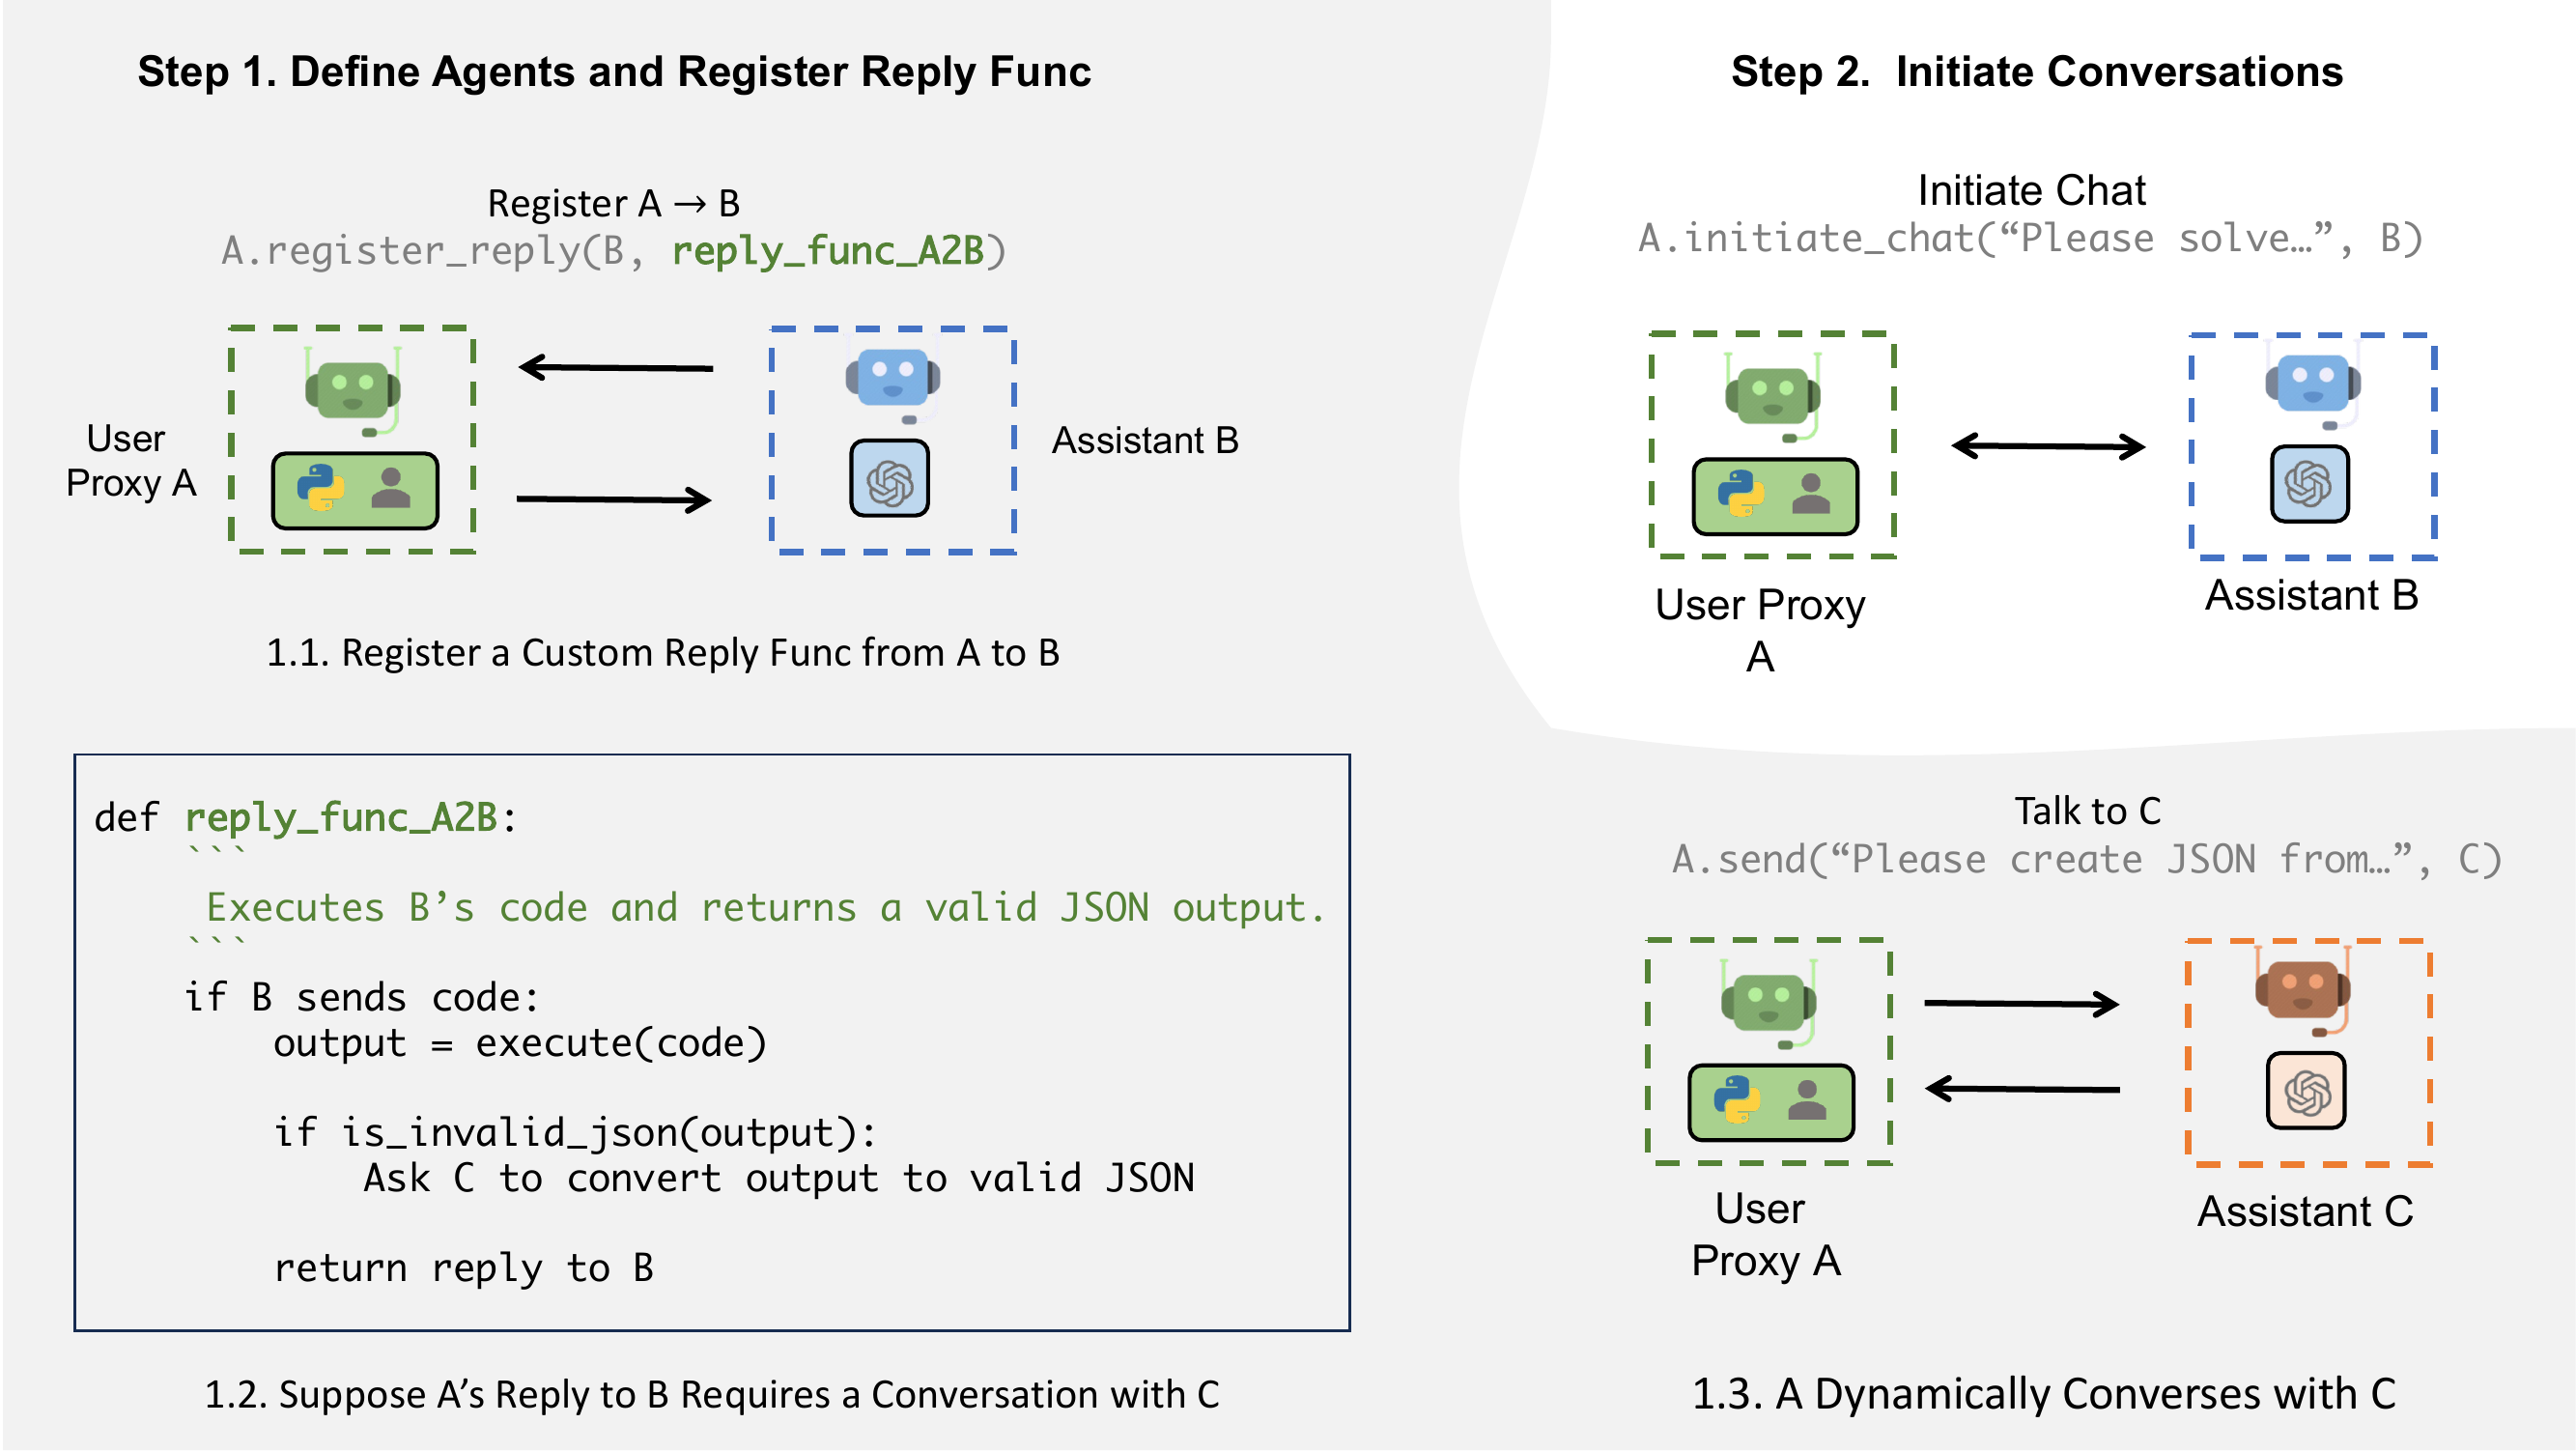 Step 1. Define Agents and Register Reply Func
Register A → B
A.register_reply(B, reply_func_A2B)
User
Proxy A
Assistant B
1.1. Register a Custom Reply Func from A to B
def reply_func_A2B:
```
Executes B’s code and returns a valid JSON output.
```
if B sends code:
output = execute(code)
if is_invalid_json(output):
Ask C to convert output to valid JSON
return reply to B
1.2. Suppose A’s Reply to B Requires a Conversation with C
Step 2.  Initiate Conversations
Initiate Chat
A.initiate_chat(“Please solve…”, B)
User Proxy
A
Assistant B
Talk to C
A.send(“Please create JSON from…”, C)
User
Proxy A
Assistant C
1.3. A Dynamically Converses with C